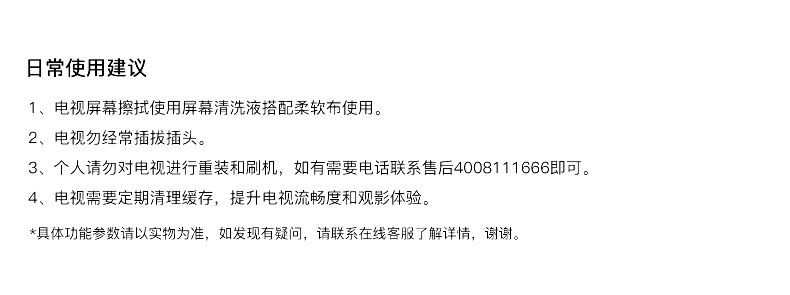 日常使用建议
1、电视屏幕擦拭使用屏幕清洗液搭配柔软布使用。
2、电视勿经常插拔插头。
3、个人请勿对电视进行重装和刷机，如有需要电话联系售后4008111666即可。
4、电视需要定期清理缓存，提升电视流畅度和观影体验。
*具体功能参数请以实物为准，如发现有疑问，请联系在线客服了解详情，谢谢。